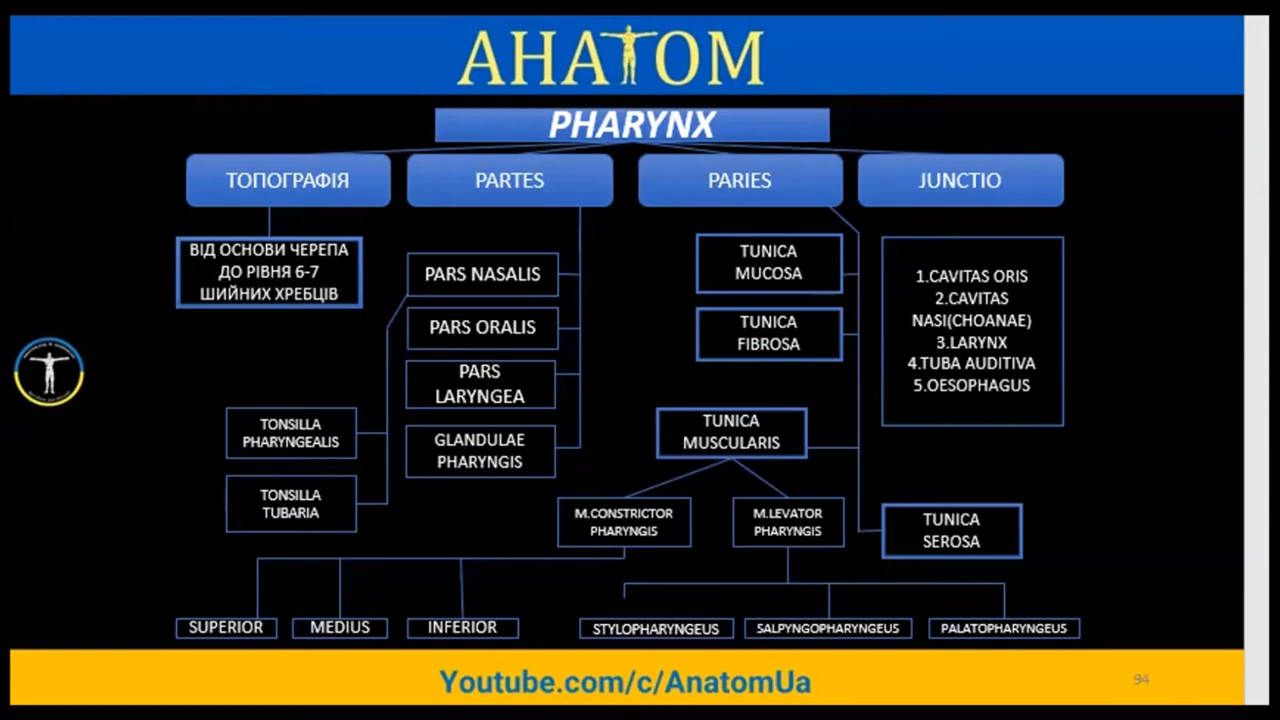 АНАТОМ
PHARYNX
ТОПОГРАФІЯ
PARTES
PARIES
JUNCTIO
ВІД ОСНОВИ ЧЕРЕПА
ДО РІВНЯ 6-7
ШИЙНИХ ХРЕБЦІВ
PARS NASALIS
PARS ORALIS
PARS
LARYNGEA
GLANDULAE
PHARYNGIS
TONSILLA
PHARYNGEALIS
TONSILLA
TUBARIA
TUNICA
MUCOSA
TUNICA
FIBROSA
TUNICA
MUSCULARIS
M.CONSTRICTOR
PHARYNGIS
M.LEVATOR
PHARYNGIS
TUNICA
SEROSA
1.CAVITAS ORIS
2.CAVITAS
NASI(CHOANAE)
3.LARYNX
4.TUBA AUDITIVA
5.OESOPHAGUS
SUPERIOR
MEDIUS
INFERIOR
STYLOPHARYNGEUS
SALPYNGOPHARYNGEUS
PALATOPHARYNGEUS
Youtube.com/c/AnatomUa
94